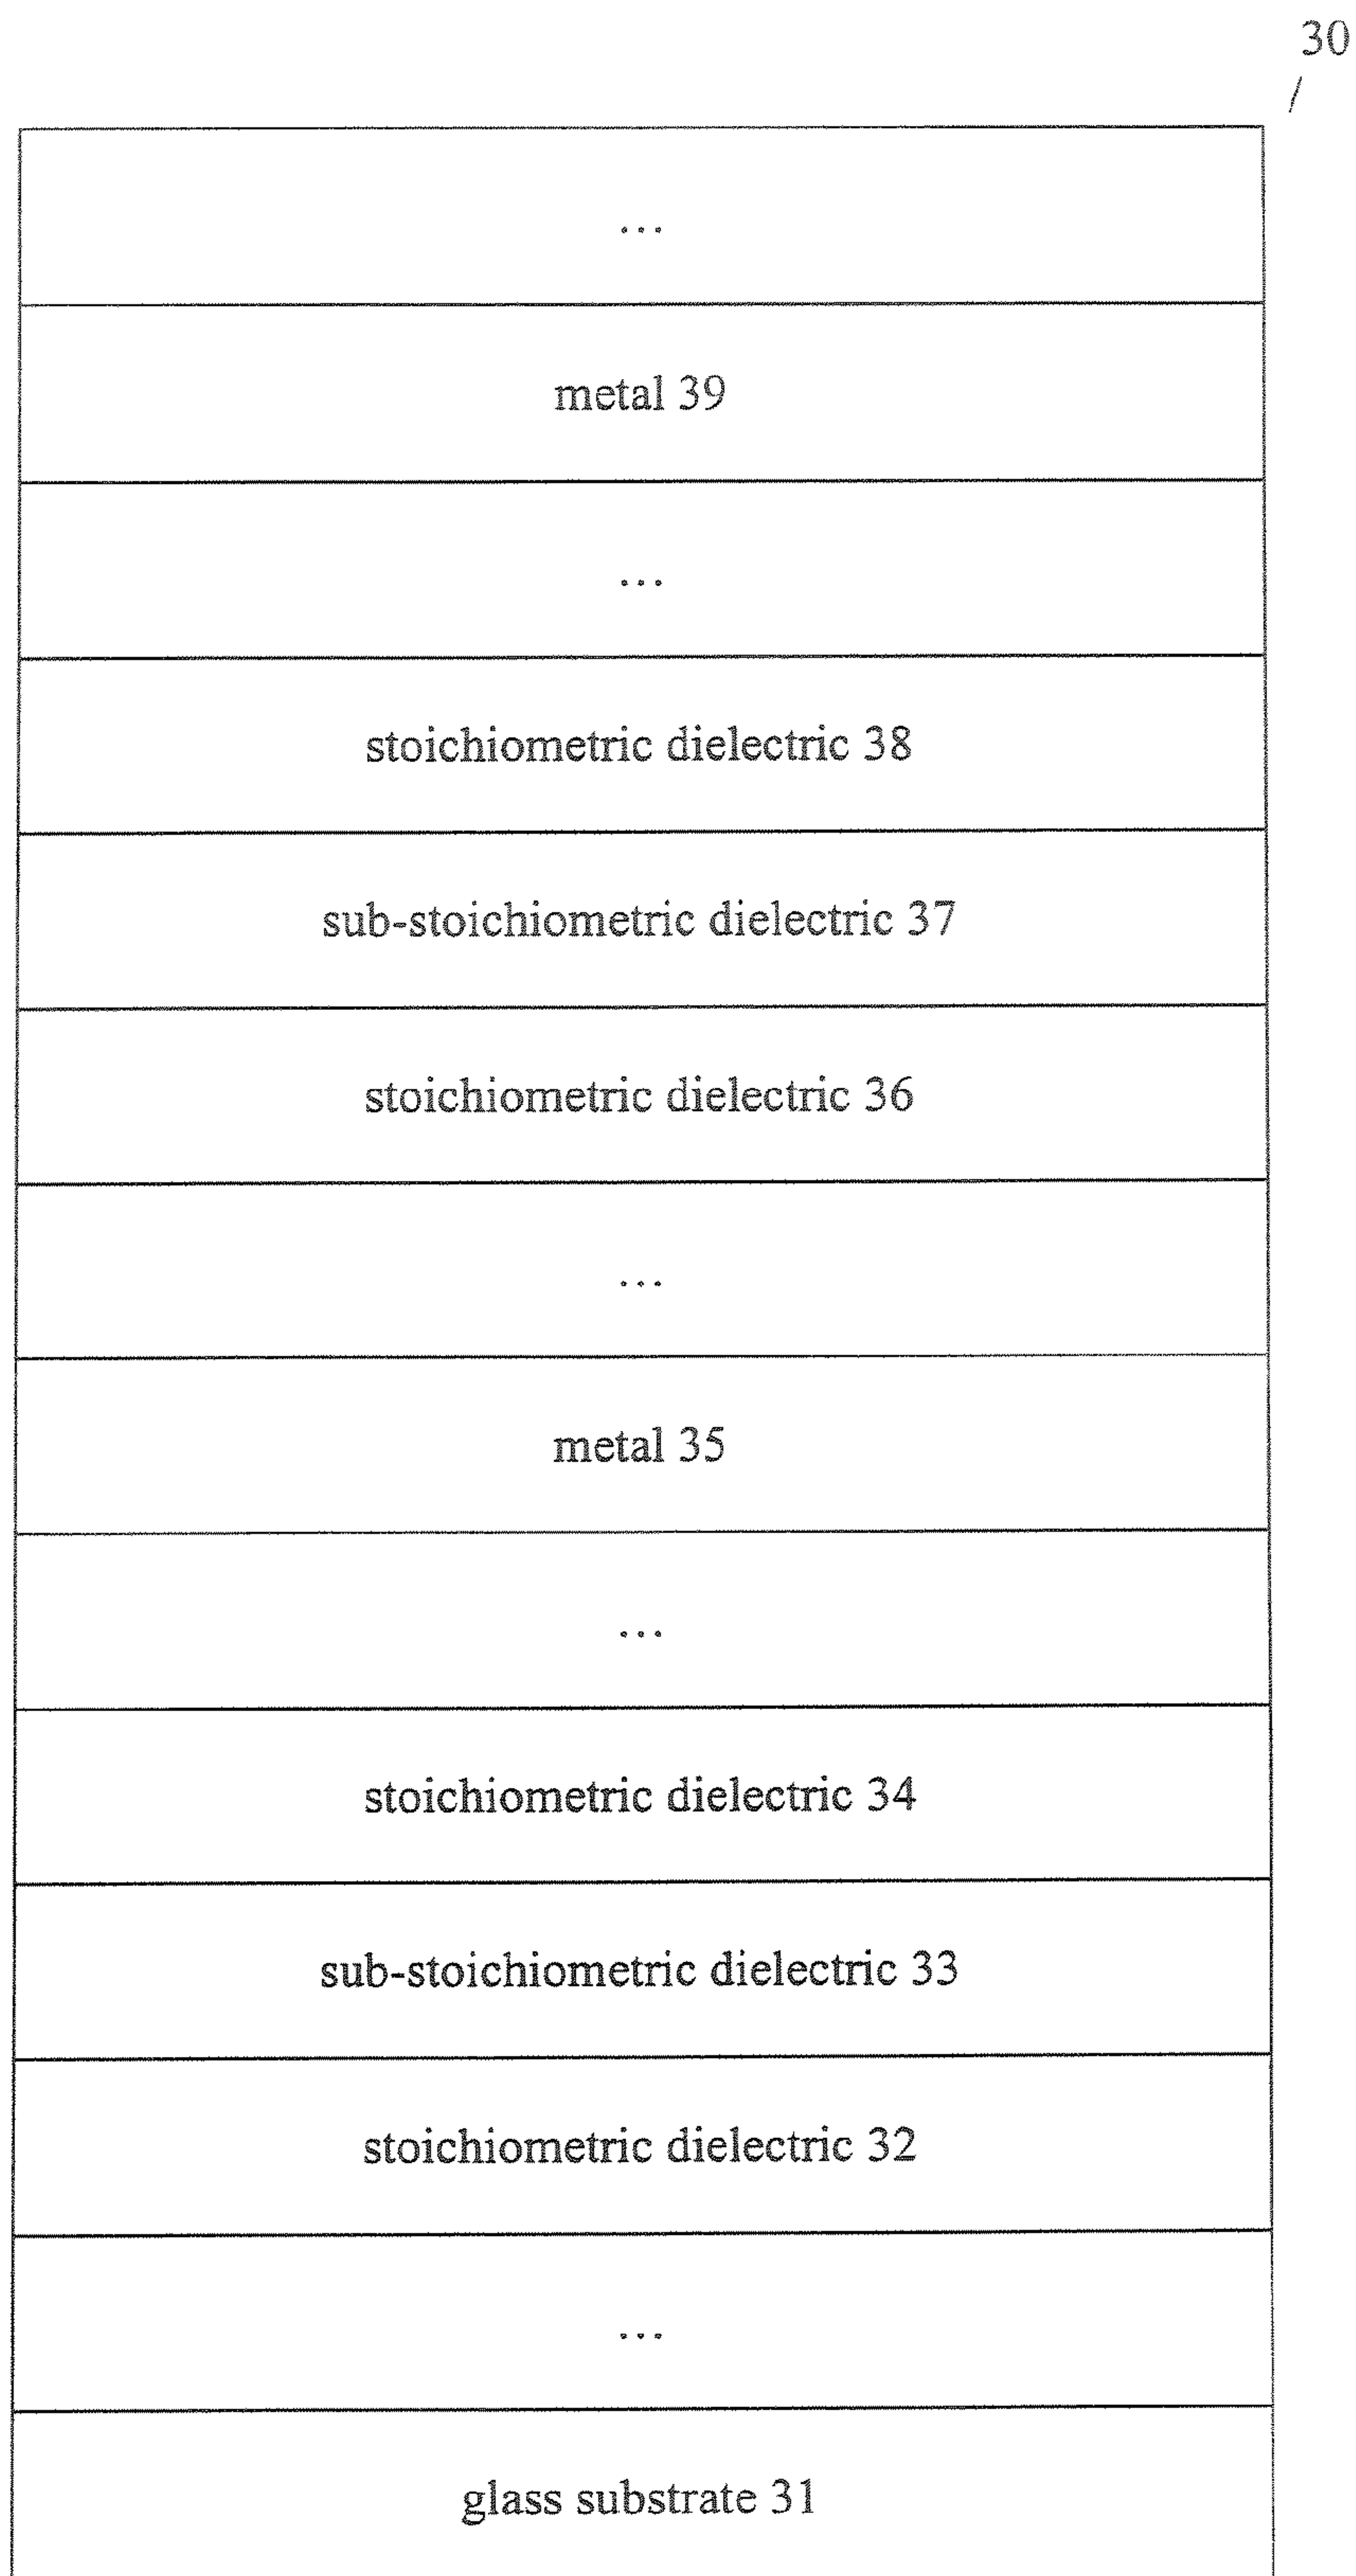 30
...
metal 39
...
stoichiometric dielectric 38
sub-stoichiometric dielectric 37
stoichiometric dielectric 36
...
metal 35
...
stoichiometric dielectric 34
sub-stoichiometric dielectric 33
stoichiometric dielectric 32
...
glass substrate 31